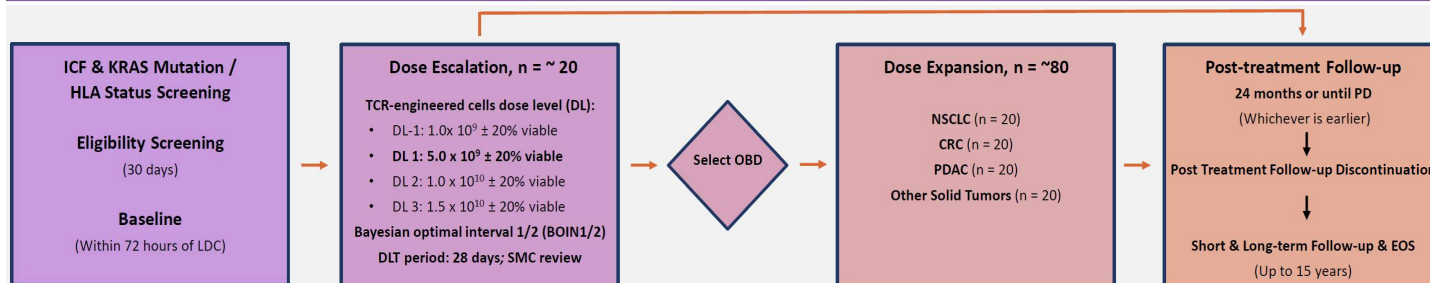 ICF & KRAS Mutation /
HLA Status Screening
Eligibility Screening
(30 days)
Baseline
(Within 72 hours of LDC)
Dose Escalation, n = ~ 20
TCR-engineered cells dose level (DL):
• DL-1: 1.0x 10⁹ ± 20% viable
• DL 1: 5.0 x 10⁹ ± 20% viable
• DL 2: 1.0 x 10¹⁰ ± 20% viable
• DL 3: 1.5 x 10¹⁰ ± 20% viable
Bayesian optimal interval 1/2 (BOIN1/2)
DLT period: 28 days; SMC review
Select OBD
Dose Expansion, n = ~80
NSCLC (n = 20)
CRC (n = 20)
PDAC (n = 20)
Other Solid Tumors (n = 20)
Post-treatment Follow-up
24 months or until PD
(Whichever is earlier)
Post Treatment Follow-up Discontinuation
Short & Long-term Follow-up & EOS
(Up to 15 years)